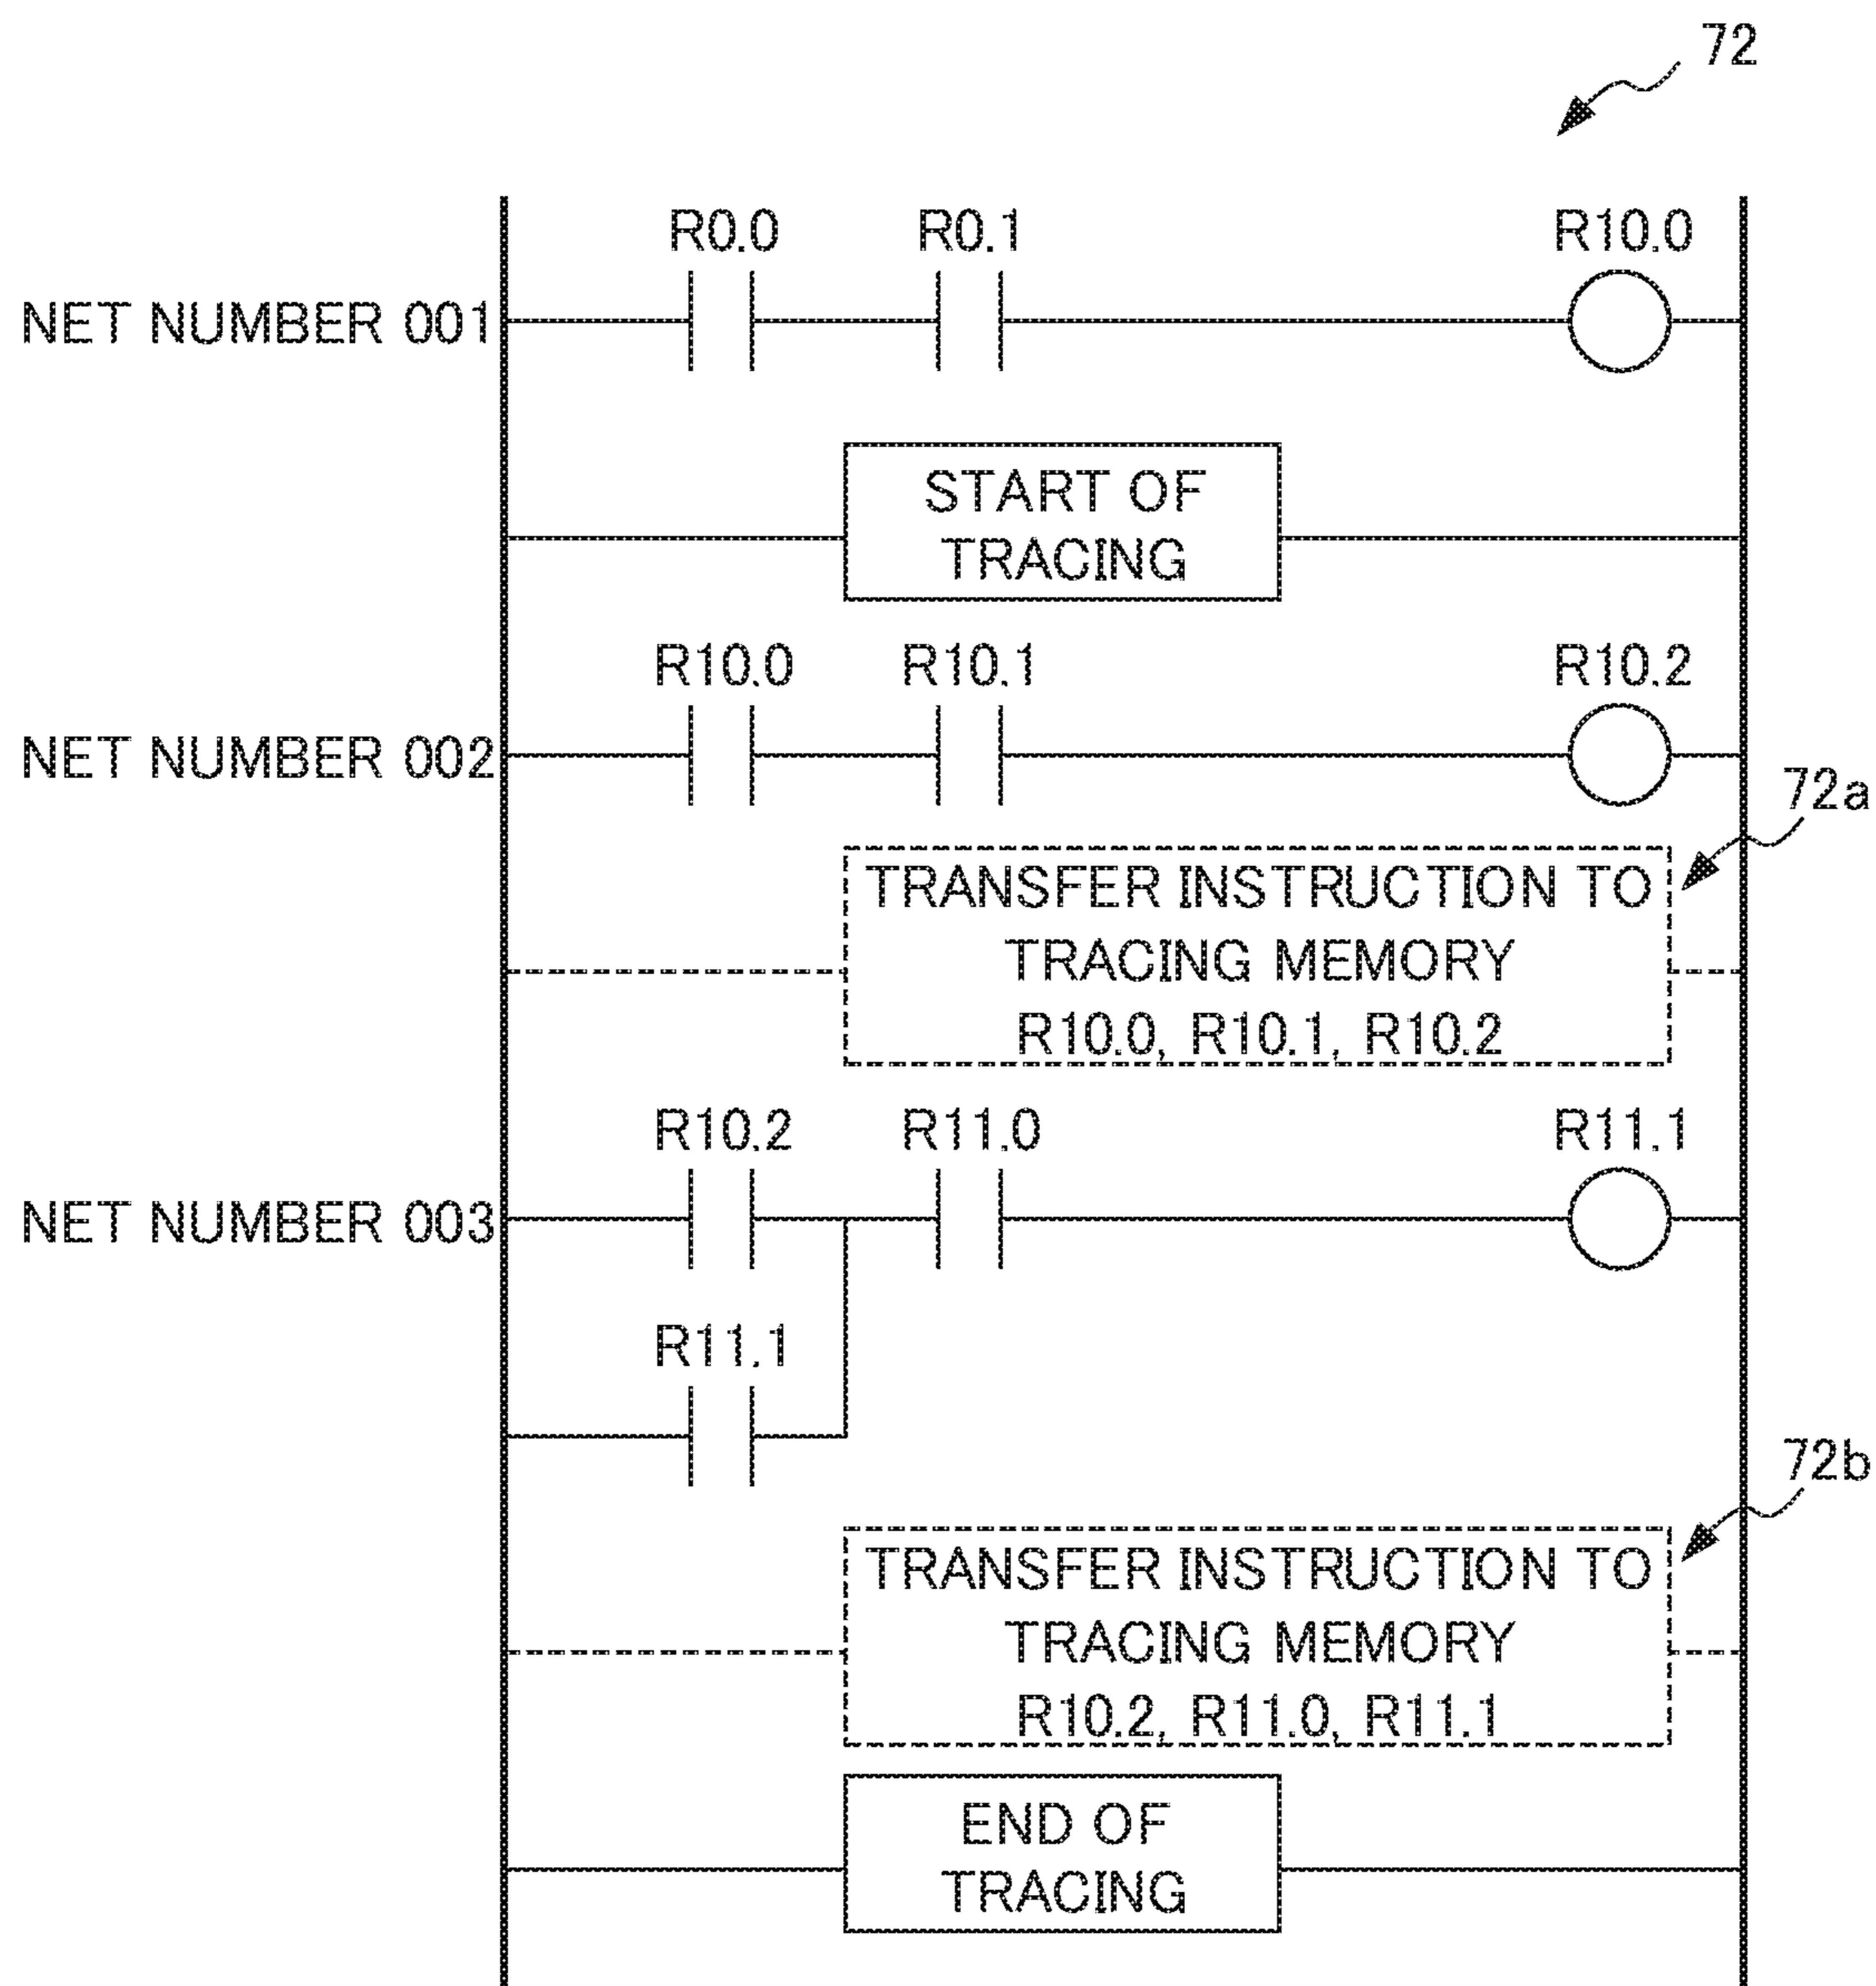 72
R0.0 R0.1 R10.0
NET NUMBER 001
START OF
TRACING
R10.0 R10.1 R10.2
NET NUMBER 002
72a
TRANSFER INSTRUCTION TO
TRACING MEMORY
R10.0, R10.1, R10.2
R10.2 R11.0 R11.1
NET NUMBER 003
R11.1
72b
TRANSFER INSTRUCTION TO
TRACING MEMORY
R10.2, R11.0, R11.1
END OF
TRACING